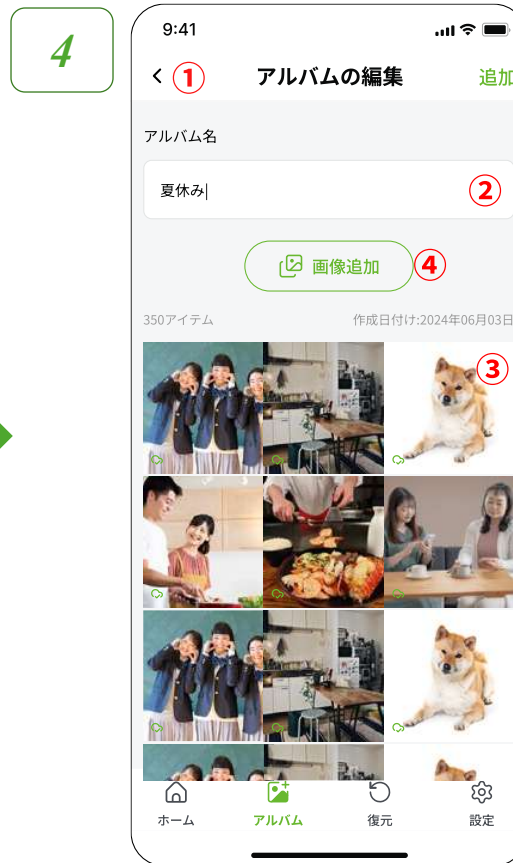 4
9:41
① アルバムの編集 追加
アルバム名
夏休み ②
画像追加 ④
350アイテム 作成日付け:2024年06月03日
③
ホーム アルバム 復元 設定